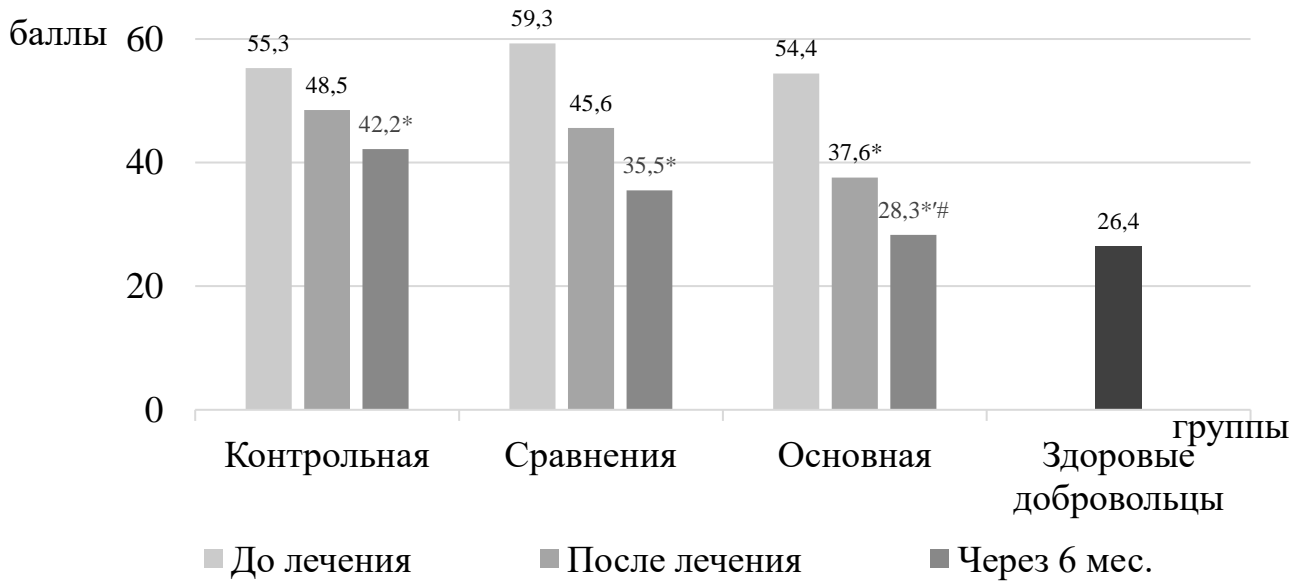 баллы
60
55,3
48,5
42,2*
59,3
45,6
35,5*
54,4
37,6*
28,3*′#
26,4
40
20
0
группы
Контрольная
Сравнения
Основная
Здоровые
добровольцы
До лечения
После лечения
Через 6 мес.